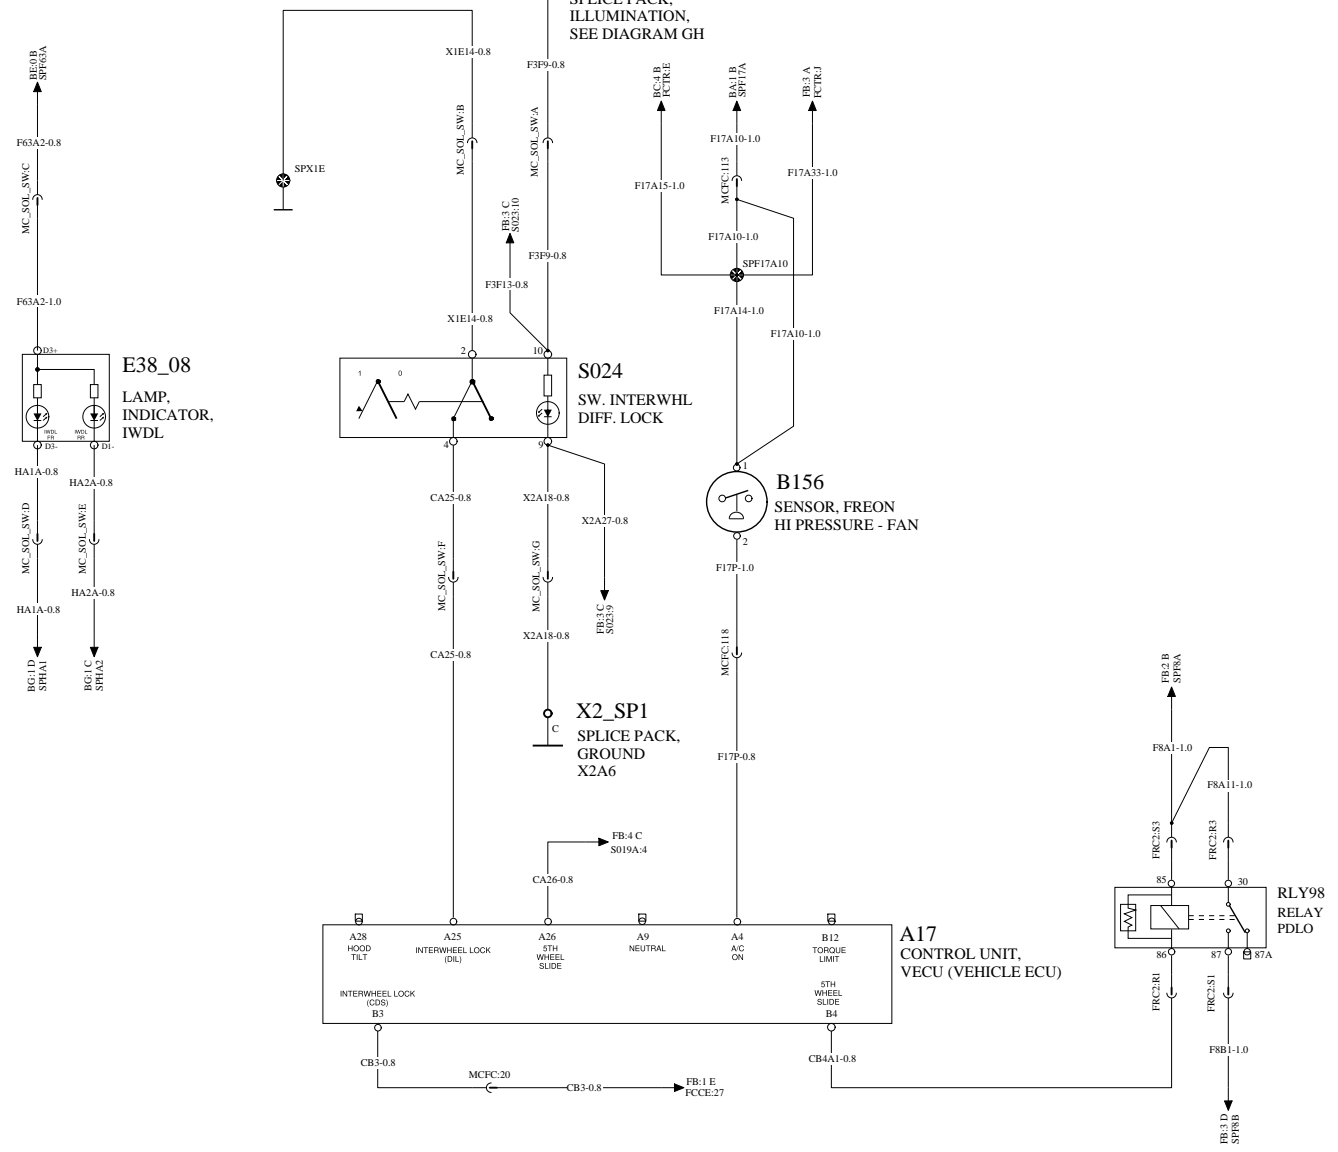 SPLICE PACK,
ILLUMINATION,
SEE DIAGRAM GH
BE:0 B
SPF63A
X1E14-0.8
F3F9-0.8
BC:4 B
FCTR:E
BA:1 B
SPF17A
FB:3 A
FCTR:J
F63A2-0.8
MC_SOL_SW:B
MC_SOL_SW:A
F17A10-1.0
MC_SOL_SW:C
SPX1E
MCFC:113
F17A15-1.0
F17A33-1.0
FB:3 C
S023:10
F17A10-1.0
F3F9-0.8
SPF17A10
F3F13-0.8
F63A2-1.0
X1E14-0.8
F17A14-1.0
F17A10-1.0
D3+
2
10
E38_08
LAMP,
INDICATOR,
IWDL
IWDL
FR
IWDL
RR
D3-
D1-
1
0
S024
SW. INTERWHL
DIFF. LOCK
4
9
1
HA1A-0.8
HA2A-0.8
CA25-0.8
X2A18-0.8
X2A27-0.8
B156
SENSOR, FREON
HI PRESSURE - FAN
2
MC_SOL_SW:D
MC_SOL_SW:E
MC_SOL_SW:F
MC_SOL_SW:G
F17P-1.0
HA2A-0.8
HA1A-0.8
FB:3 C
S023:9
X2A18-0.8
CA25-0.8
MCFC:118
BG:1 D
SPHA1
BG:1 C
SPHA2
FB:2 B
SPF8A
X2_SP1
C
SPLICE PACK,
GROUND
X2A6
F17P-0.8
F8A1-1.0
F8A11-1.0
FB:4 C
S019A:4
FRC2:S3
FRC2:R3
CA26-0.8
85
30
RLY98
RELAY
PDLO
A28
HOOD
TILT
A25
INTERWHEEL LOCK
(DIL)
A26
5TH
WHEEL
SLIDE
A9
NEUTRAL
A4
A/C
ON
B12
TORQUE
LIMIT
A17
CONTROL UNIT,
VECU (VEHICLE ECU)
86
87
87A
INTERWHEEL LOCK
(CDS)
B3
5TH
WHEEL
SLIDE
B4
FRC2:R1
FRC2:S1
CB3-0.8
CB4A1-0.8
F8B1-1.0
MCFC:20
CB3-0.8
FB:1 E
FCCE:27
FB:3 D
SPF8B